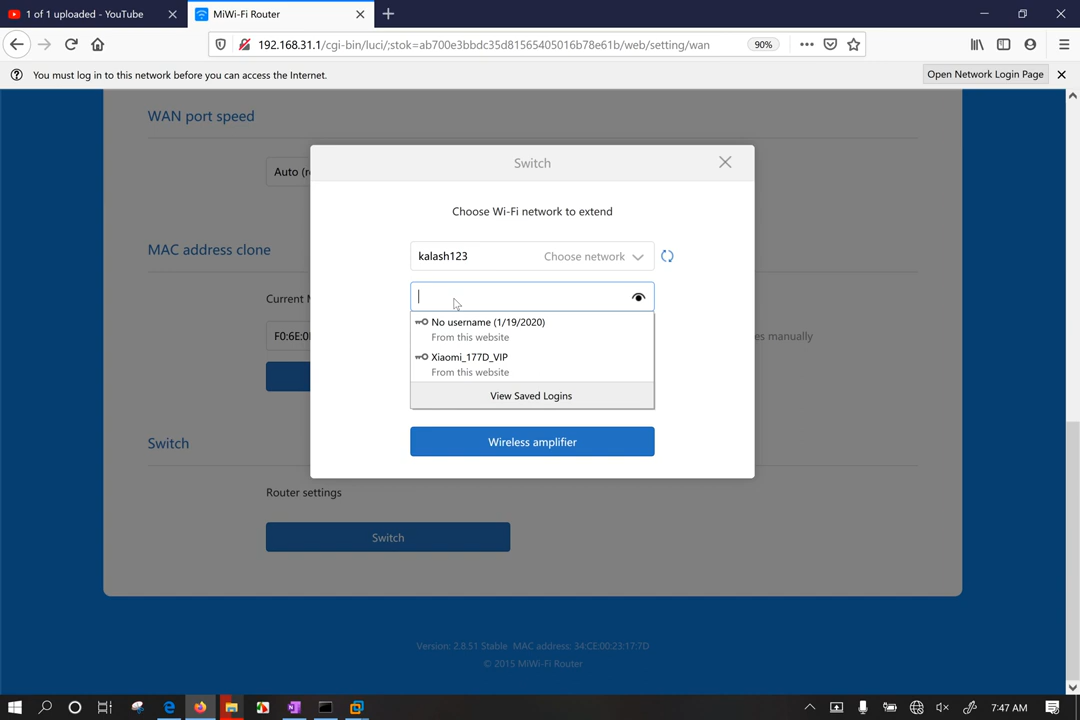 1 of 1 uploaded - YouTube
MiWi-Fi Router
192.168.31.1/cgi-bin/luci/;stok=ab700e3bbdc35d81565405016b78e61b/web/setting/wan
90%
You must log in to this network before you can access the Internet.
Open Network Login Page
WAN port speed
Auto (r
MAC address clone
Current M
F0:6E:0
es manually
Switch
Choose Wi-Fi network to extend
kalash123
Choose network
No username (1/19/2020)
From this website
Xiaomi_177D_VIP
From this website
View Saved Logins
Wireless amplifier
Switch
Router settings
Switch
Version: 2.8.51 Stable MAC address: 34:CE:00:23:17:7D
© 2015 MiWi-Fi Router
7:47 AM